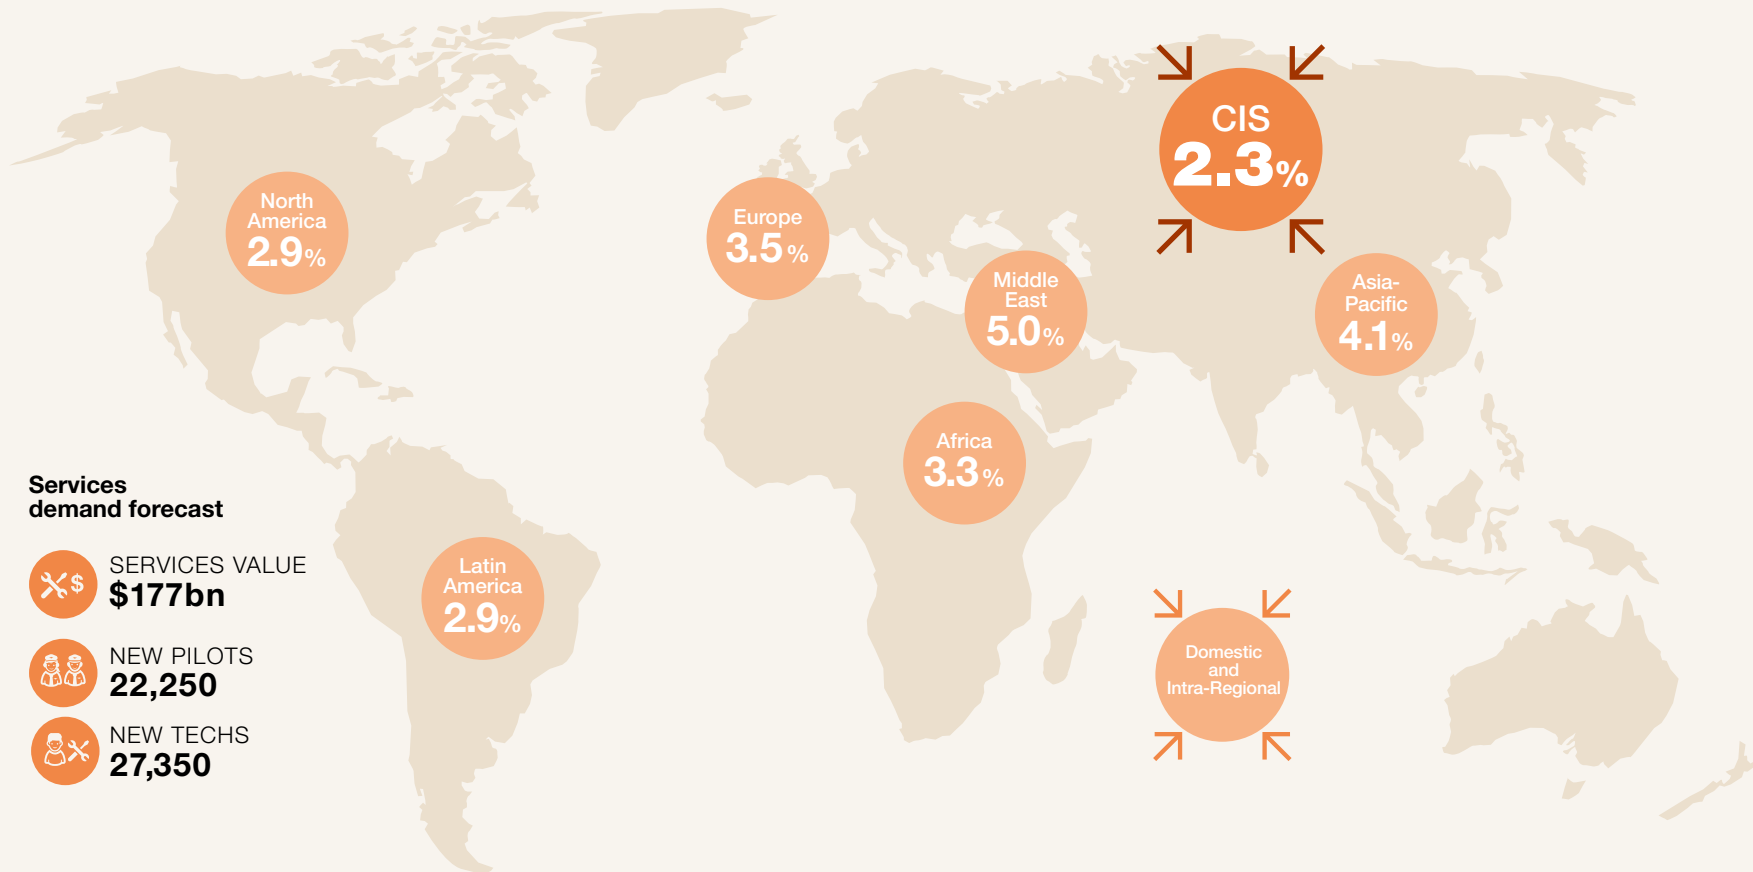 CIS
2.3%
North
America
2.9%
Europe
3.5%
Middle
East
5.0%
Asia-
Pacific
4.1%
Africa
3.3%
Latin
America
2.9%
Services
demand forecast
$
SERVICES VALUE
$177bn
NEW PILOTS
22,250
NEW TECHS
27,350
Domestic
and
Intra-Regional